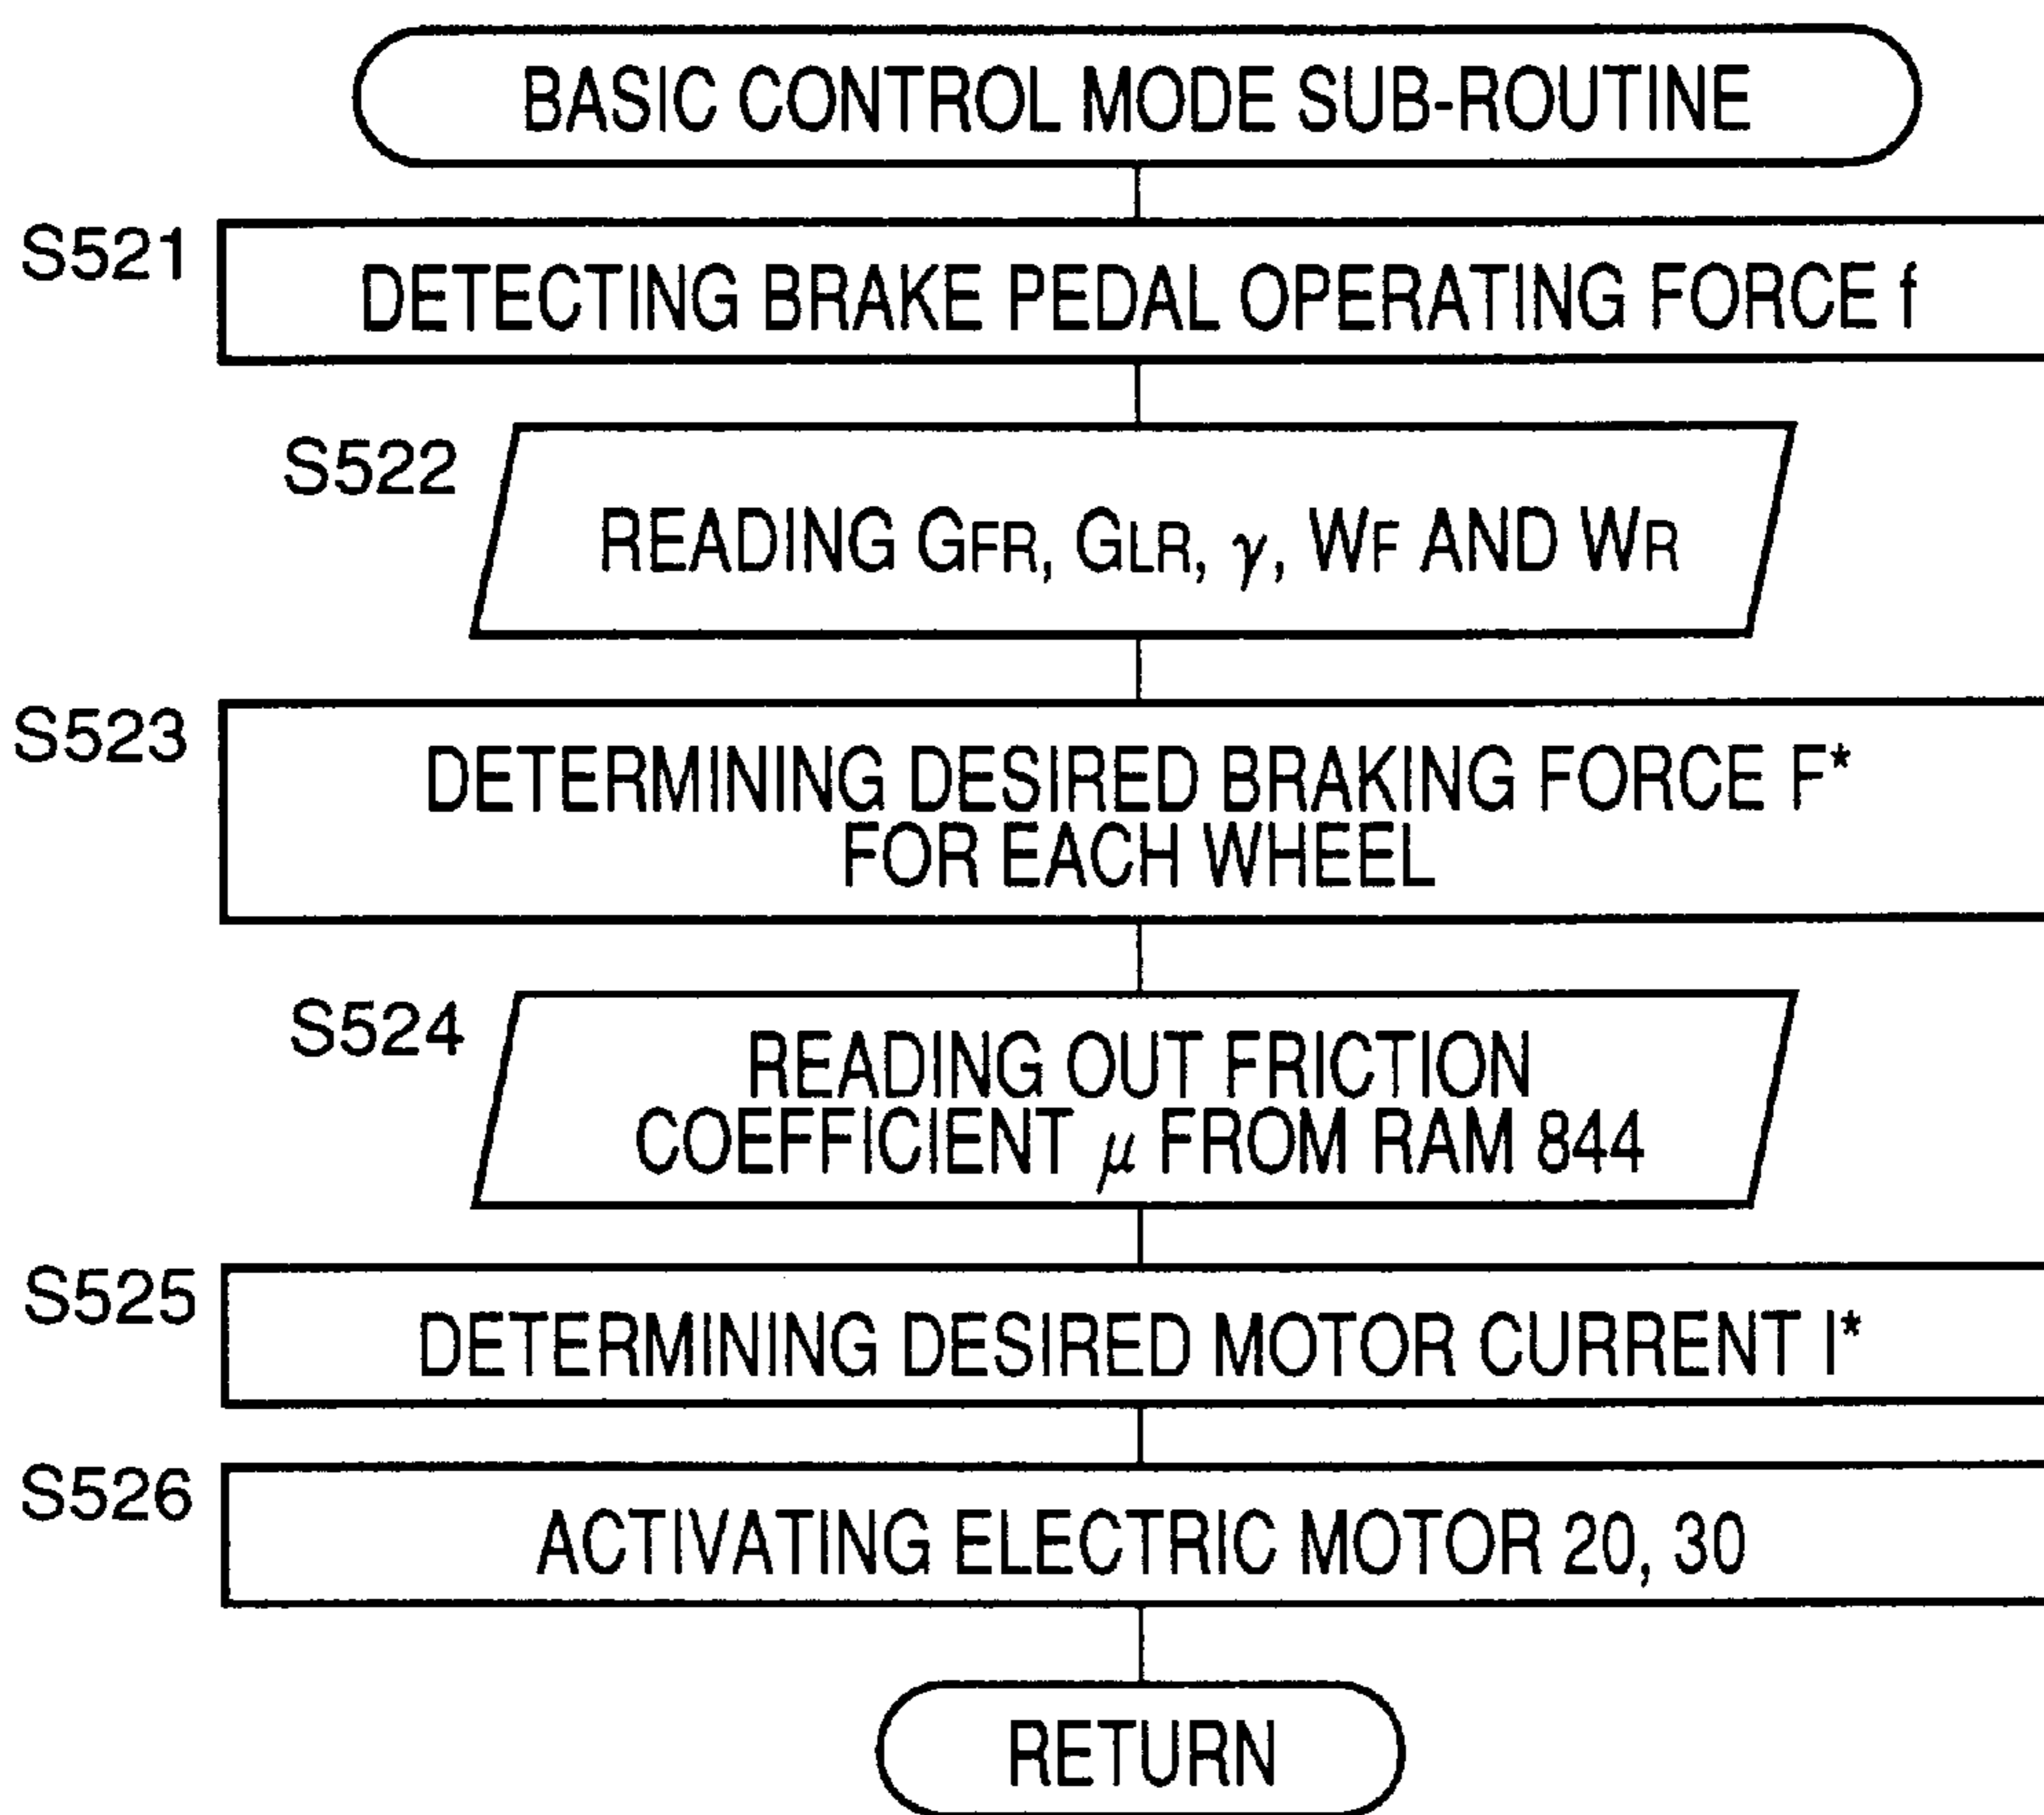 BASIC CONTROL MODE SUB-ROUTINE
S521
DETECTING BRAKE PEDAL OPERATING FORCE f
S522
READING GFR, GLR, γ, WF AND WR
S523
DETERMINING DESIRED BRAKING FORCE F*
FOR EACH WHEEL
S524
READING OUT FRICTION
COEFFICIENT μ FROM RAM 844
S525
DETERMINING DESIRED MOTOR CURRENT I*
S526
ACTIVATING ELECTRIC MOTOR 20, 30
RETURN